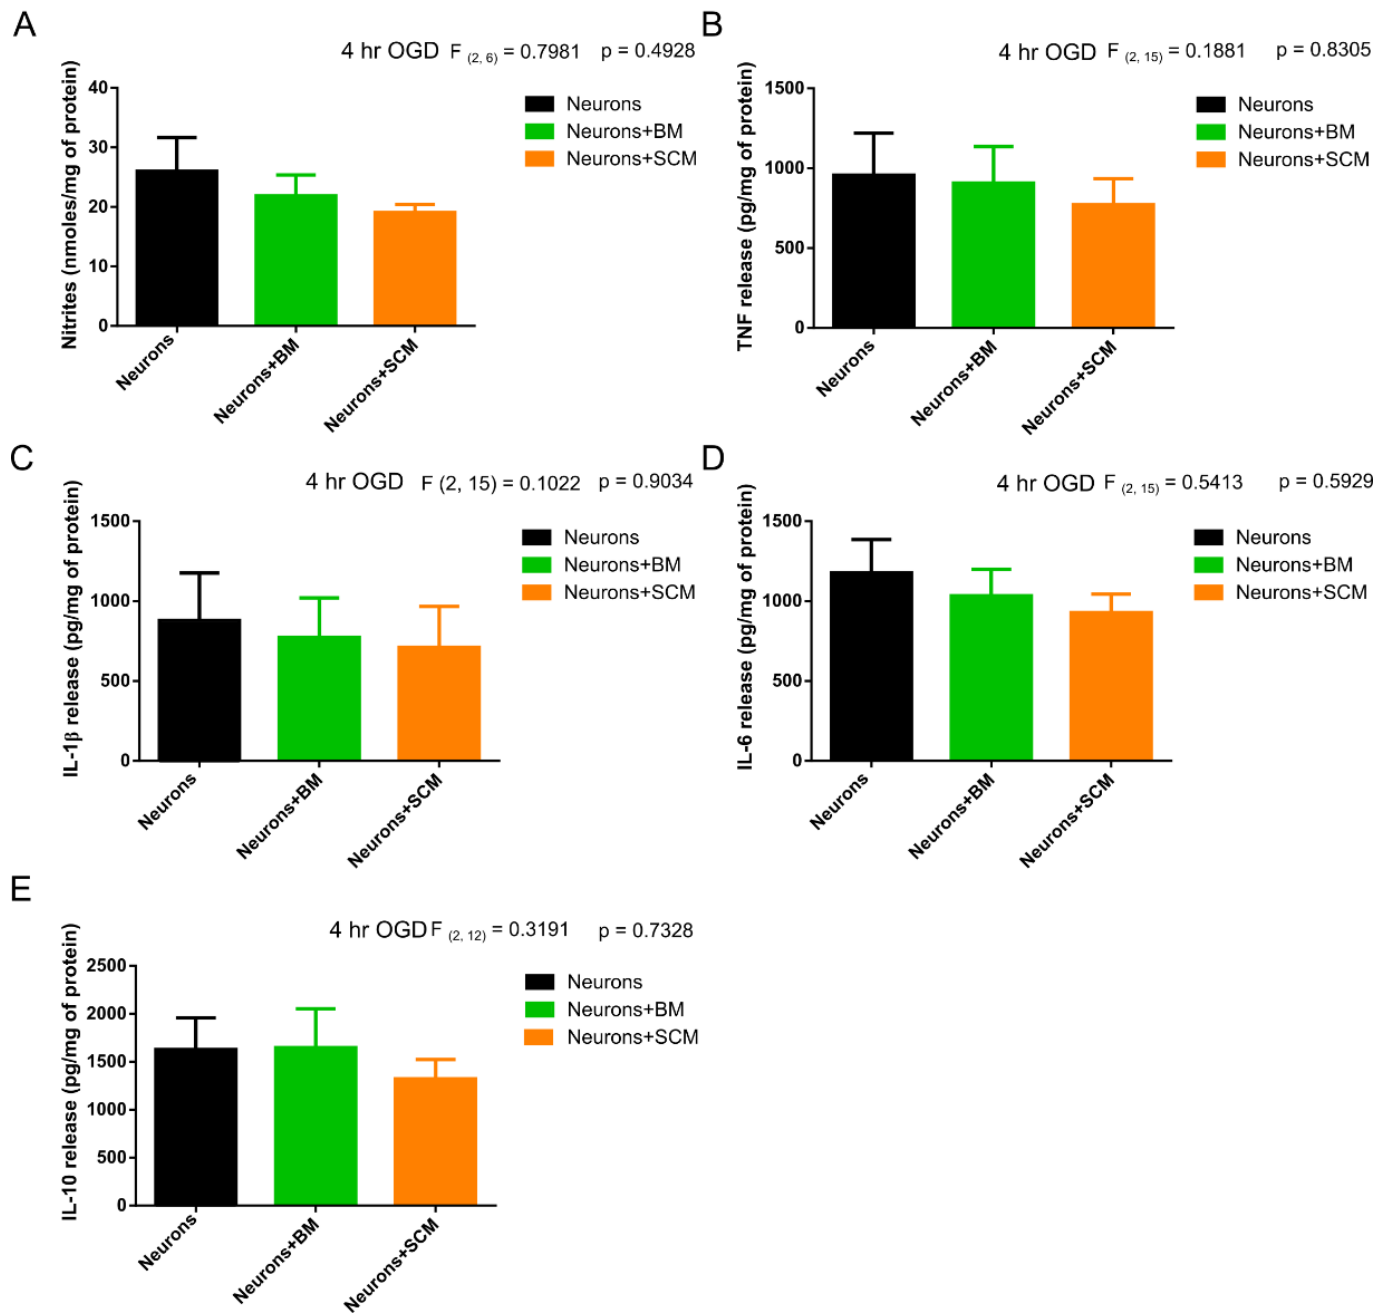 A
4 hr OGD F (2, 6) = 0.7981 p = 0.4928
Nitrites (nmoles/mg of protein)
40
30
20
10
0
Neurons
Neurons+BM
Neurons+SCM
Neurons
Neurons+BM
Neurons+SCM
B
4 hr OGD F (2, 15) = 0.1881 p = 0.8305
TNF release (pg/mg of protein)
1500
1000
500
0
Neurons
Neurons+BM
Neurons+SCM
Neurons
Neurons+BM
Neurons+SCM
C
4 hr OGD F (2, 15) = 0.1022 p = 0.9034
IL-1β release (pg/mg of protein)
1500
1000
500
0
Neurons
Neurons+BM
Neurons+SCM
Neurons
Neurons+BM
Neurons+SCM
D
4 hr OGD F (2, 15) = 0.5413 p = 0.5929
IL-6 release (pg/mg of protein)
1500
1000
500
0
Neurons
Neurons+BM
Neurons+SCM
Neurons
Neurons+BM
Neurons+SCM
E
4 hr OGD F (2, 12) = 0.3191 p = 0.7328
IL-10 release (pg/mg of protein)
2500
2000
1500
1000
500
0
Neurons
Neurons+BM
Neurons+SCM
Neurons
Neurons+BM
Neurons+SCM